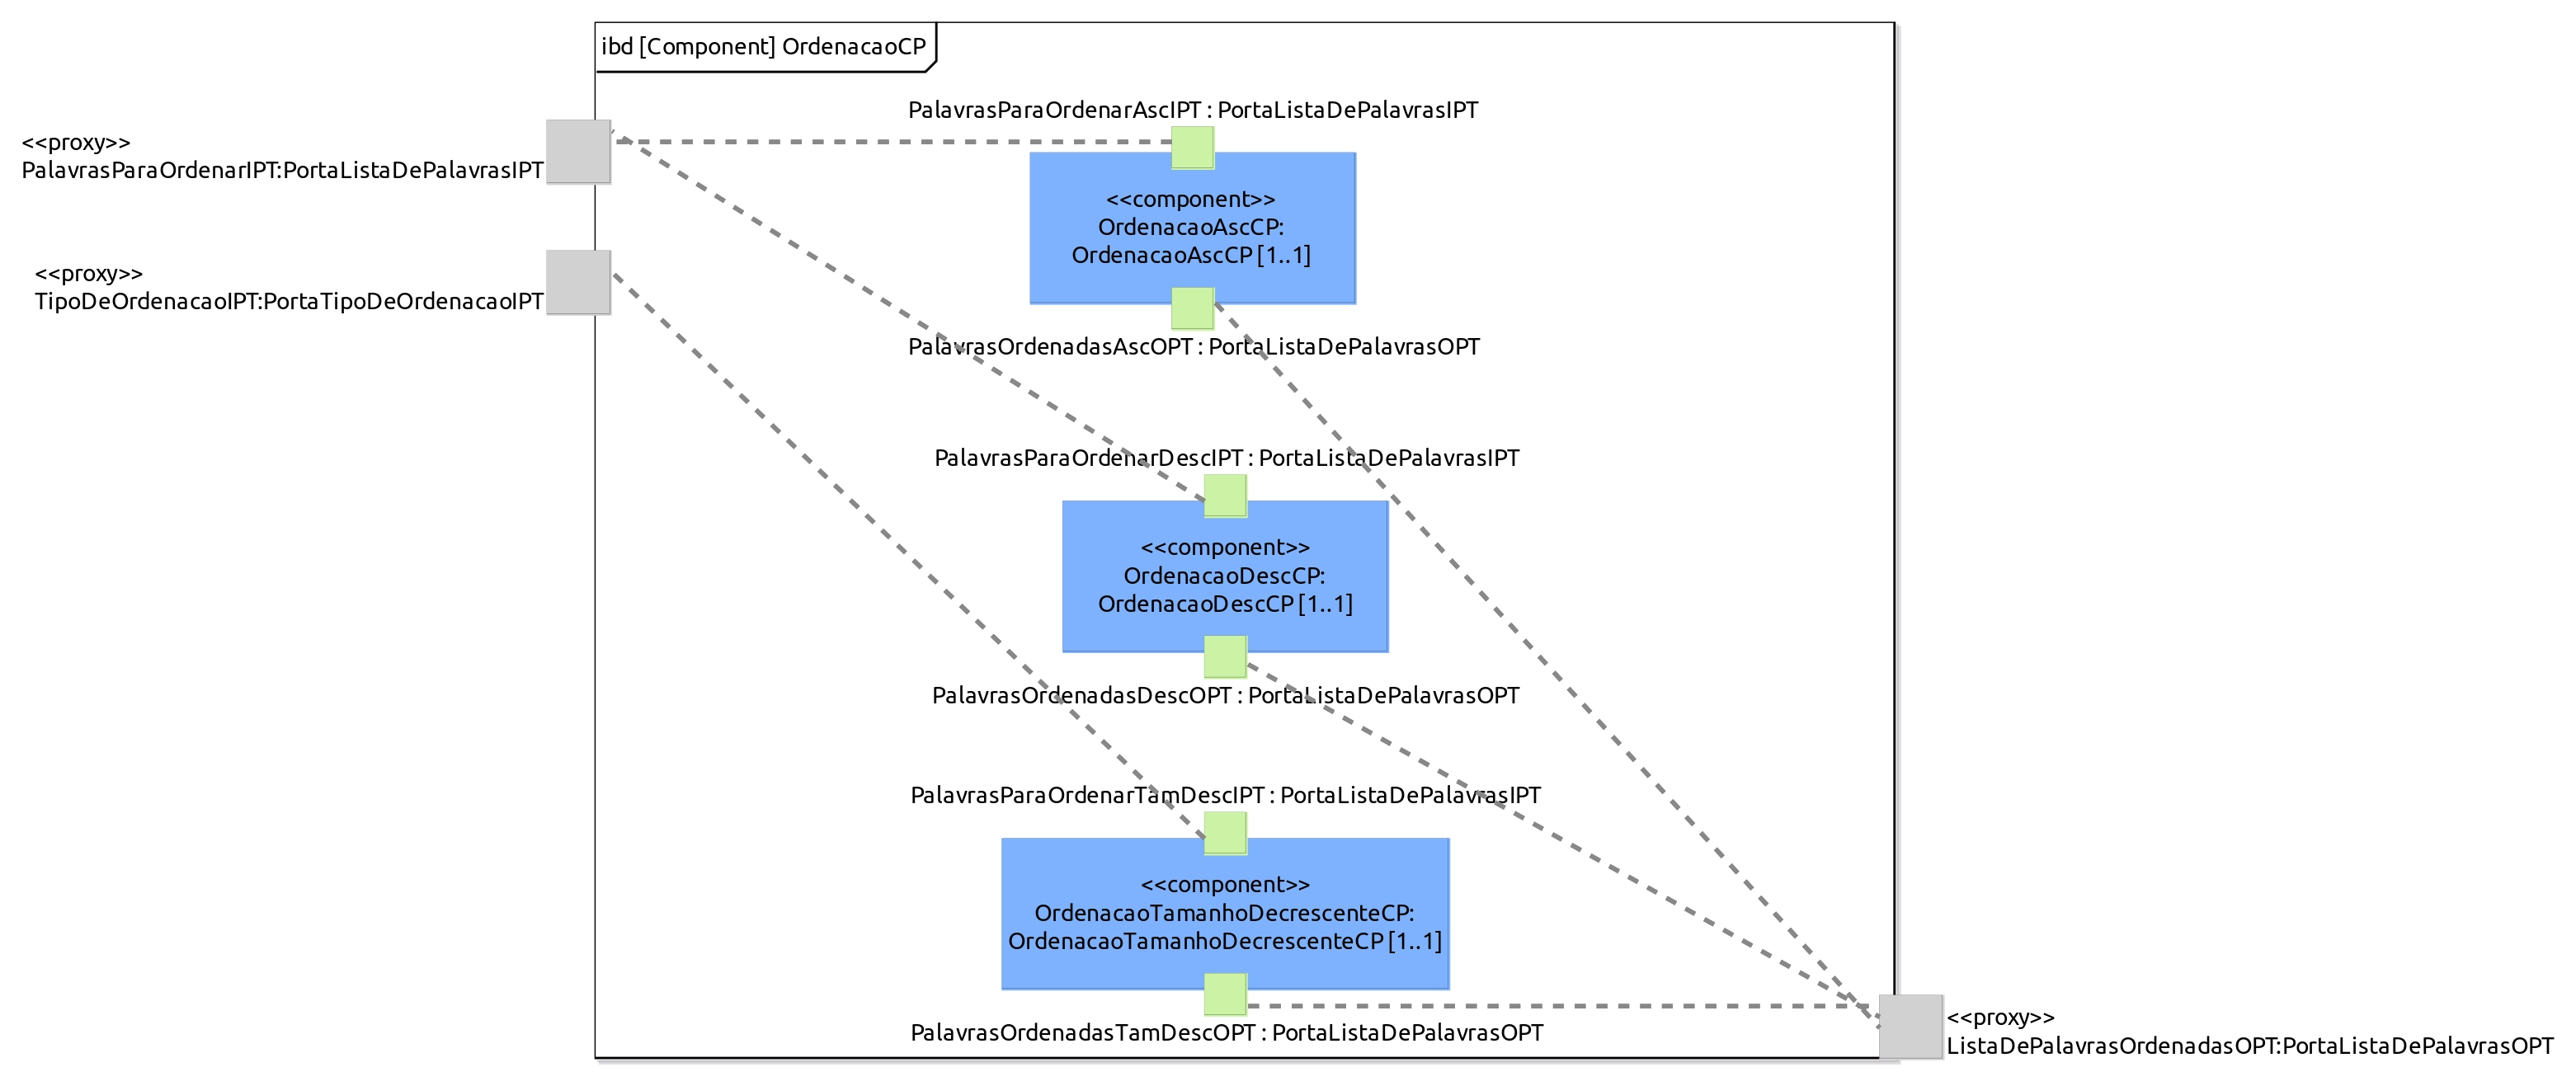 ibd [Component] OrdenacaoCP
<<proxy>>
PalavrasParaOrdenarIPT:PortaListaDePalavrasIPT
<<proxy>>
TipoDeOrdenacaoIPT:PortaTipoDeOrdenacaoIPT
PalavrasParaOrdenarAscIPT : PortaListaDePalavrasIPT
<<component>>
OrdenacaoAscCP:
OrdenacaoAscCP [1..1]
PalavrasOrdenadasAscOPT : PortaListaDePalavrasOPT
PalavrasParaOrdenarDescIPT : PortaListaDePalavrasIPT
<<component>>
OrdenacaoDescCP:
OrdenacaoDescCP [1..1]
PalavrasOrdenadasDescOPT : PortaListaDePalavrasOPT
PalavrasParaOrdenarTamDescIPT : PortaListaDePalavrasIPT
<<component>>
OrdenacaoTamanhoDecrescenteCP:
OrdenacaoTamanhoDecrescenteCP [1..1]
PalavrasOrdenadasTamDescOPT : PortaListaDePalavrasOPT
<<proxy>>
ListaDePalavrasOrdenadasOPT:PortaListaDePalavrasOPT